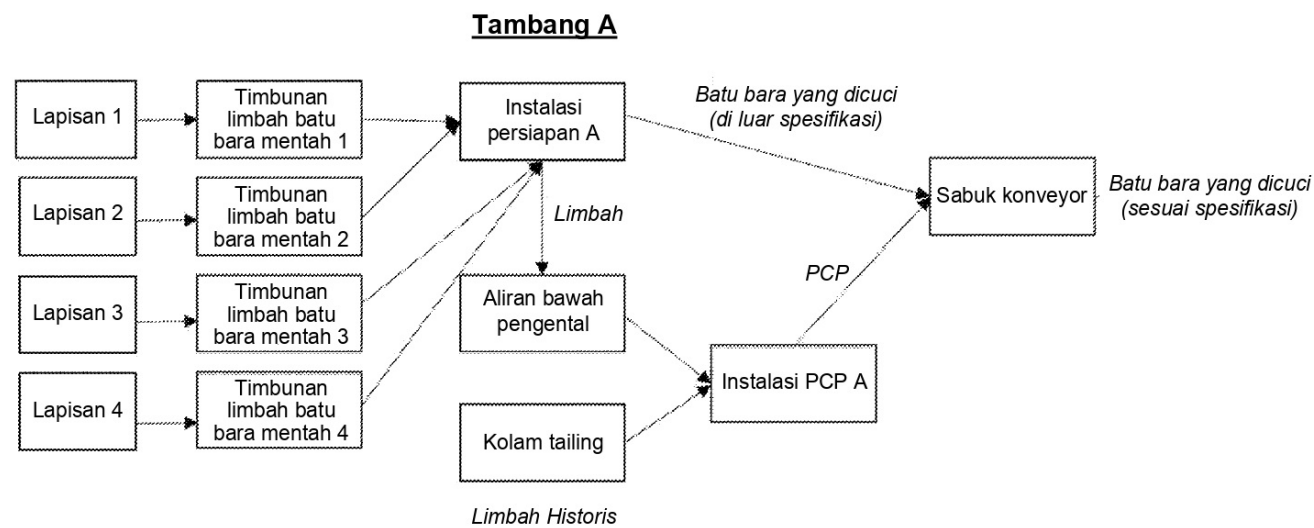 Tambang A
Lapisan 1
Timbunan
limbah batu
bara mentah 1
Instalasi
persiapan A
Batu bara yang dicuci
(di luar spesifikasi)
Lapisan 2
Timbunan
limbah batu
bara mentah 2
Limbah
Sabuk konveyor
Batu bara yang dicuci
(sesuai spesifikasi)
Lapisan 3
Timbunan
limbah batu
bara mentah 3
Aliran bawah
pengental
PCP
Lapisan 4
Timbunan
limbah batu
bara mentah 4
Instalasi PCP A
Kolam tailing
Limbah Historis